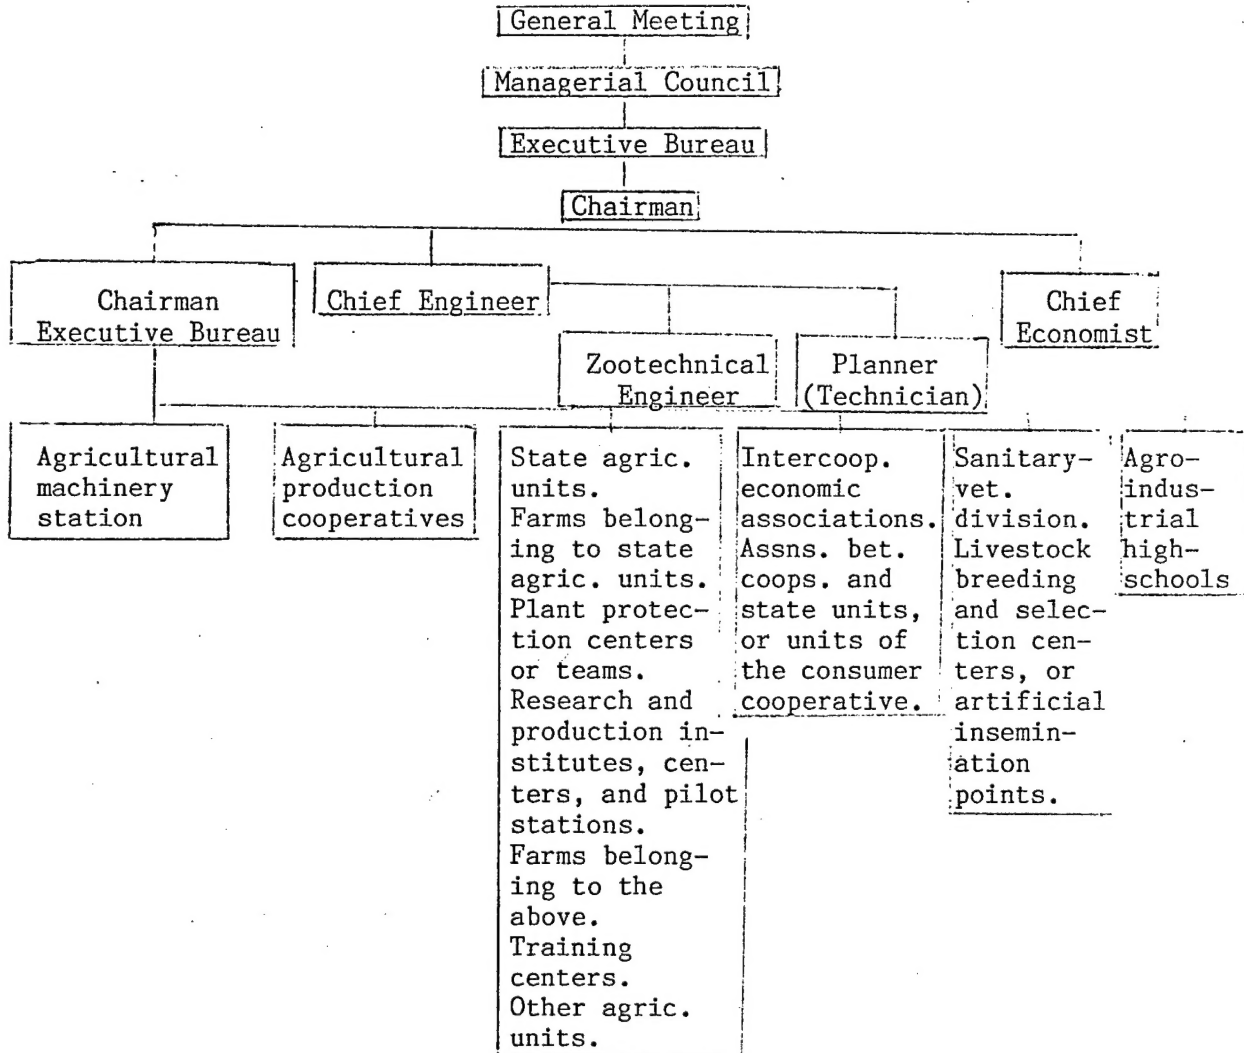 General Meeting
Managerial Council
Executive Bureau
Chairman
Chairman
Executive Bureau
Chief Engineer
Chief
Economist
Zootechnical
Engineer
Planner
(Technician)
Agricultural
machinery
station
Agricultural
production
cooperatives
State agric.
units.
Farms belong-
ing to state
agric. units.
Plant protec-
tion centers
or teams.
Research and
production in-
stitutes, cen-
ters, and pilot
stations.
Farms belong-
ing to the
above.
Training
centers.
Other agric.
units.
Intercoop.
economic
associations.
Assns. bet.
coops. and
state units,
or units of
the consumer
cooperative.
Sanitary-
vet.
division.
Livestock
breeding
and selec-
tion cen-
ters, or
artificial
insemin-
ation
points.
Agro-
indus-
trial
high-
schools